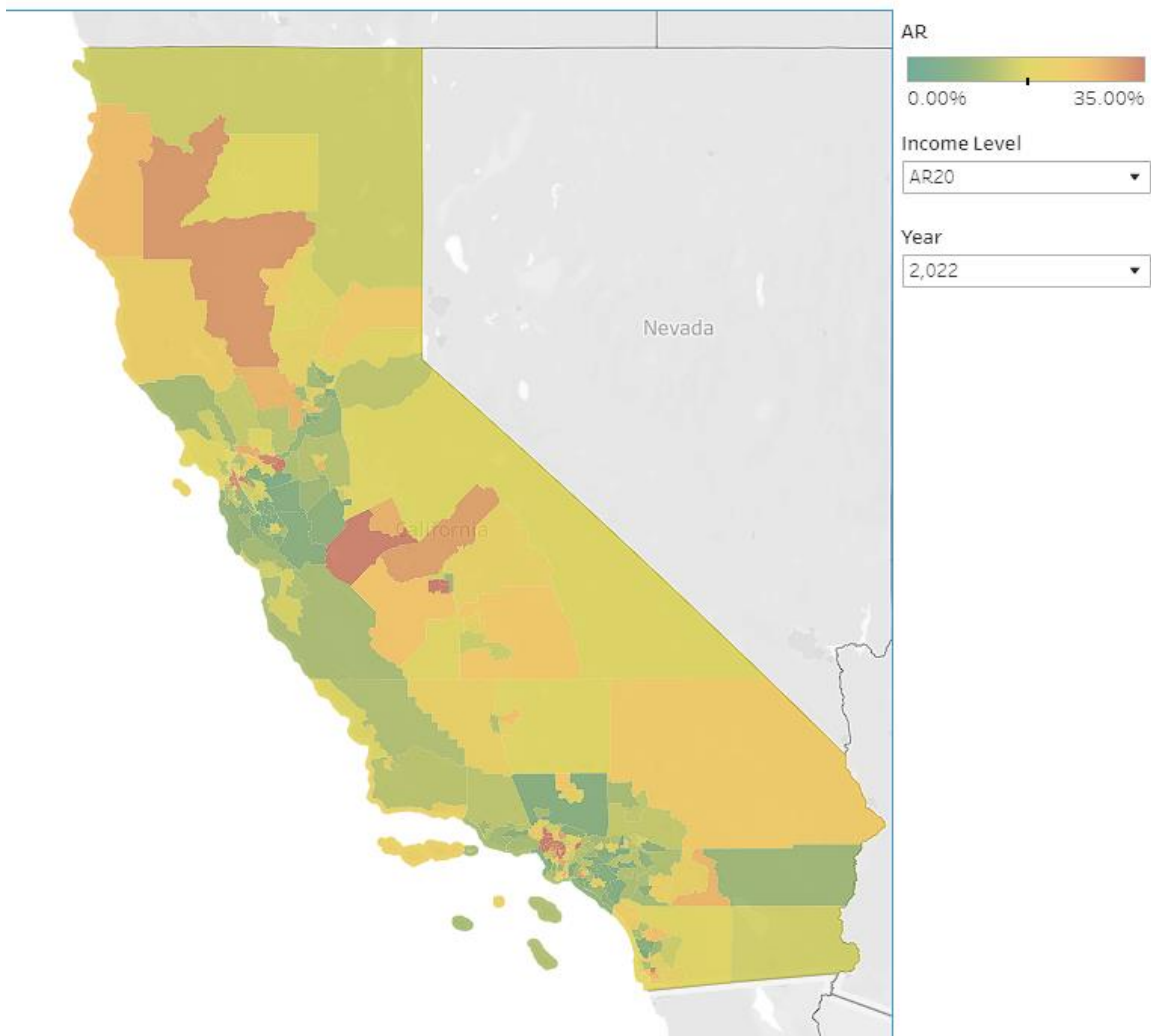 AR
0.00% 35.00%
Income Level
AR20
Year
2,022
Nevada
California